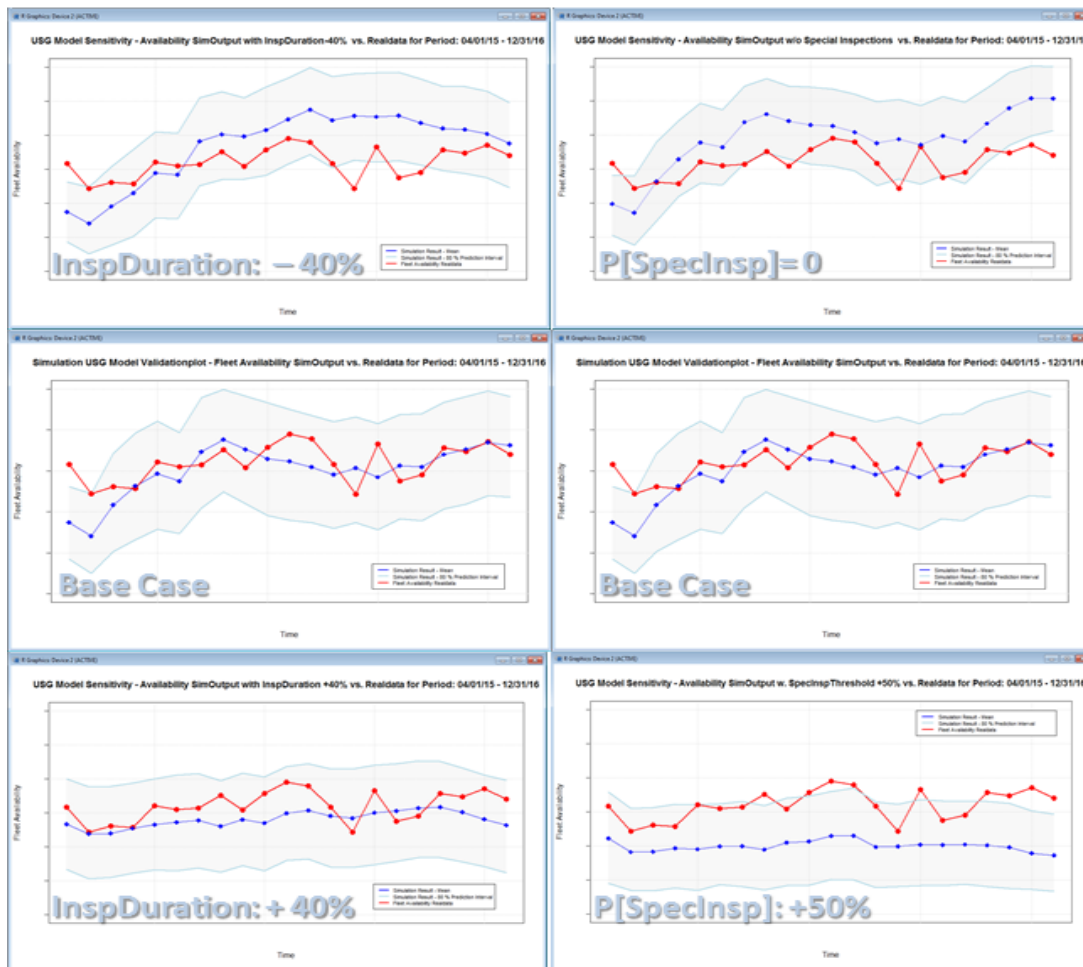 R Graphics: Device 2 (ACTIVE)
USG Model Sensitivity - Availability SimOutput with InspDuration-40% vs. Realdata for Period: 04/01/15 - 12/31/16
Fleet Availability
Simulation Result - Mean
Simulation Result - 80 % Prediction Interval
Fleet Availability Realdata
InspDuration: −40%
Time
R Graphics: Device 2 (ACTIVE)
USG Model Sensitivity - Availability SimOutput w/o Special Inspections vs. Realdata for Period: 04/01/15 - 12/31/1
Fleet Availability
Simulation Result - Mean
Simulation Result - 80 % Prediction Interval
Fleet Availability Realdata
P[SpecInsp]=0
Time
R Graphics: Device 2 (ACTIVE)
Simulation USG Model Validationplot - Fleet Availability SimOutput vs. Realdata for Period: 04/01/15 - 12/31/16
Fleet Availability
Simulation Result - Mean
Simulation Result - 80 % Prediction Interval
Fleet Availability Realdata
Base Case
Time
R Graphics: Device 2 (ACTIVE)
Simulation USG Model Validationplot - Fleet Availability SimOutput vs. Realdata for Period: 04/01/15 - 12/31/16
Fleet Availability
Simulation Result - Mean
Simulation Result - 80 % Prediction Interval
Fleet Availability Realdata
Base Case
Time
R Graphics: Device 2 (ACTIVE)
USG Model Sensitivity - Availability SimOutput with InspDuration +40% vs. Realdata for Period: 04/01/15 - 12/31/16
Fleet Availability
Simulation Result - Mean
Simulation Result - 80 % Prediction Interval
Fleet Availability Realdata
InspDuration: +40%
Time
R Graphics: Device 2 (ACTIVE)
USG Model Sensitivity - Availability SimOutput w. SpecInspThreshold +50% vs. Realdata for Period: 04/01/15 - 12/31/16
Simulation Result - Mean
Simulation Result - 80 % Prediction Interval
Fleet Availability Realdata
Fleet Availability
P[SpecInsp]: +50%
Time